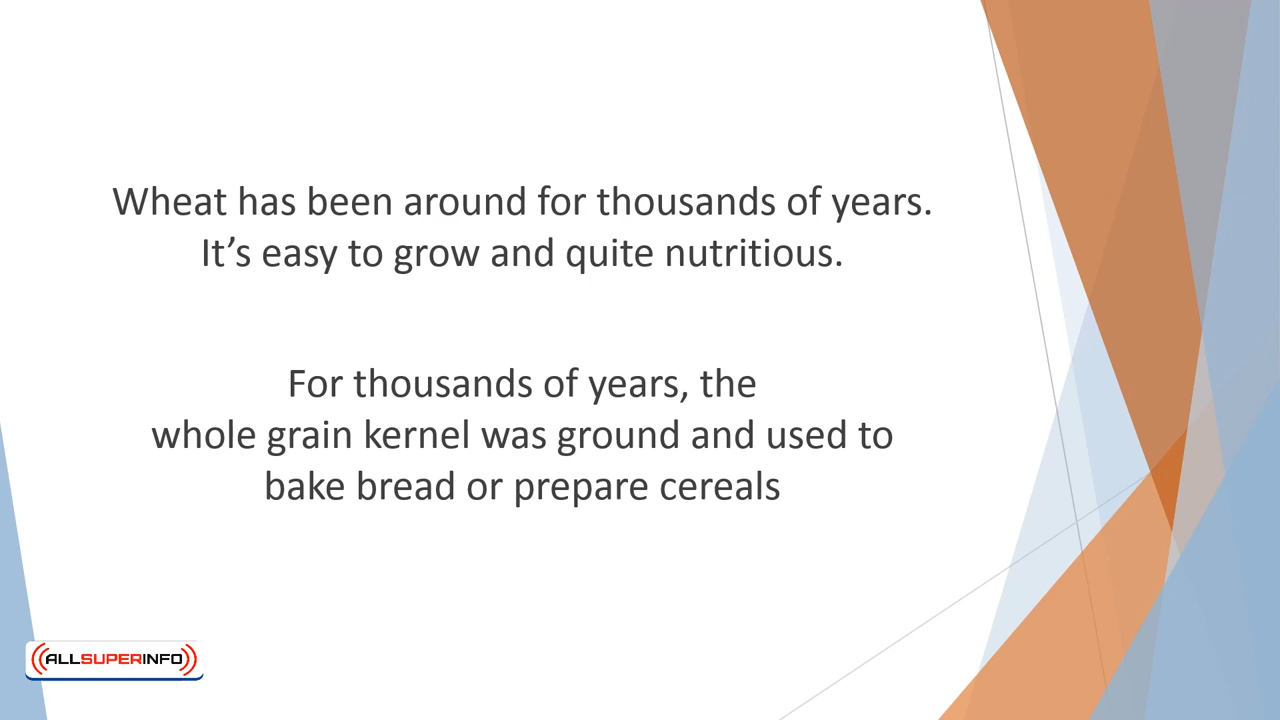 Wheat has been around for thousands of years.
It’s easy to grow and quite nutritious.
For thousands of years, the
whole grain kernel was ground and used to
bake bread or prepare cereals
ALLSUPERINFO